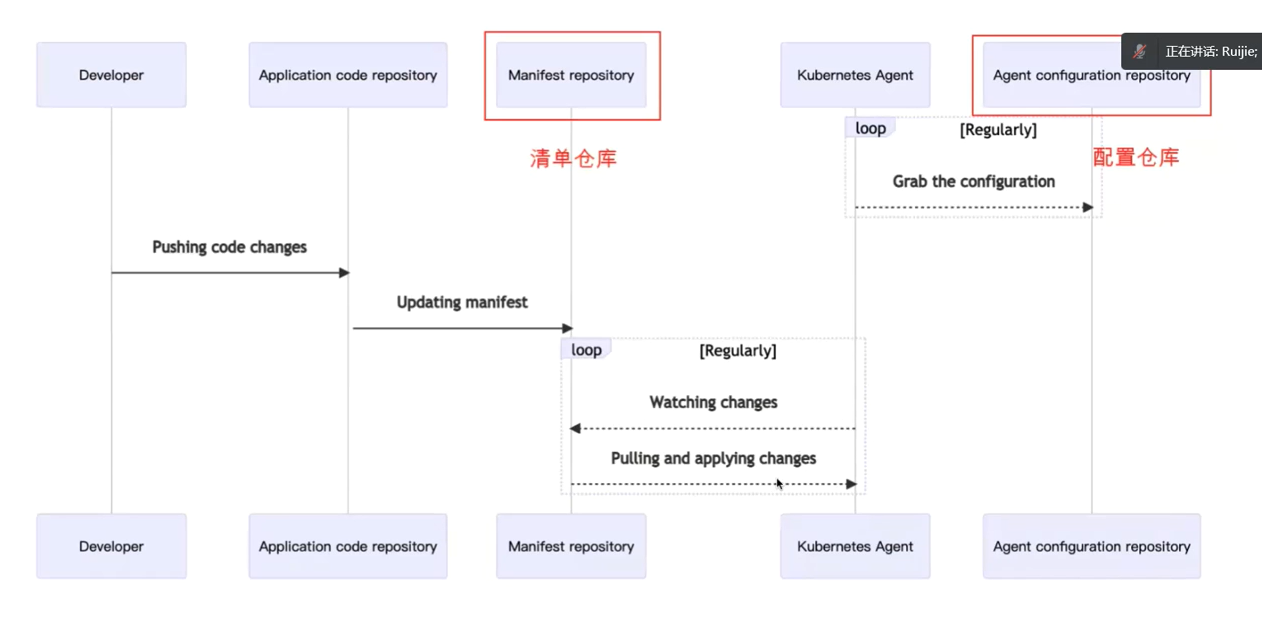 Developer
Application code repository
Manifest repository
Kubernetes Agent
Agent configuration repository
正在讲话: Ruijie;
loop
[Regularly]
清单仓库
配置仓库
Grab the configuration
Pushing code changes
Updating manifest
loop
[Regularly]
Watching changes
Pulling and applying changes
Developer
Application code repository
Manifest repository
Kubernetes Agent
Agent configuration repository